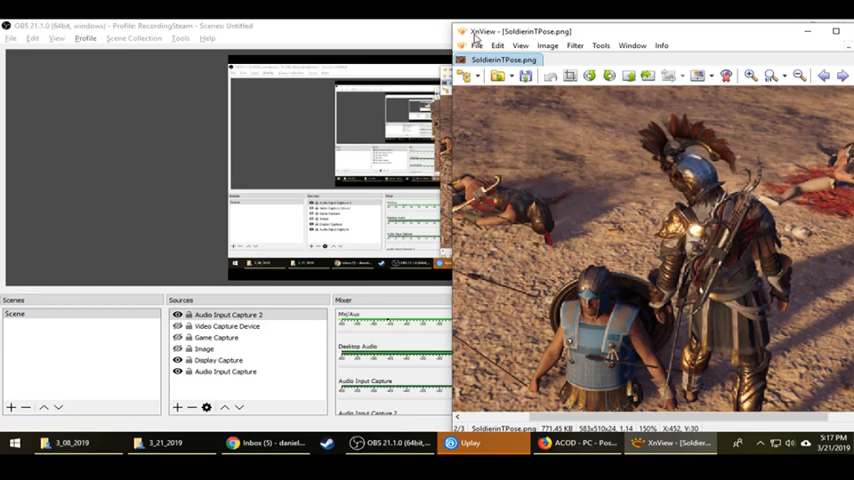 OBS 21.1.0 (64bit, windows) - Profile: RecordingSteam - Scenes: Untitled
File Edit View Profile Scene Collection Tools Help
XnView - [SoldierinTPose.png]
File Edit View Image Filter Tools Window Info
SoldierinTPose.png
Scenes
Scene
Sources
Audio Input Capture 2
Video Capture Device
Game Capture
Image
Display Capture
Audio Input Capture
Mixer
Mic/Aux
Desktop Audio
Audio Input Capture
Audio Input Capture 2
2/3 SoldierinTPose.png 771.45 KB 583x510x24, 1.14 150% X:452, Y:30
3_08_2019
3_21_2019
Inbox (5) - daniel...
OBS 21.1.0 (64bit,...
Uplay
ACOD - PC - Pos...
XnView - [Soldier...
5:17 PM
3/21/2019